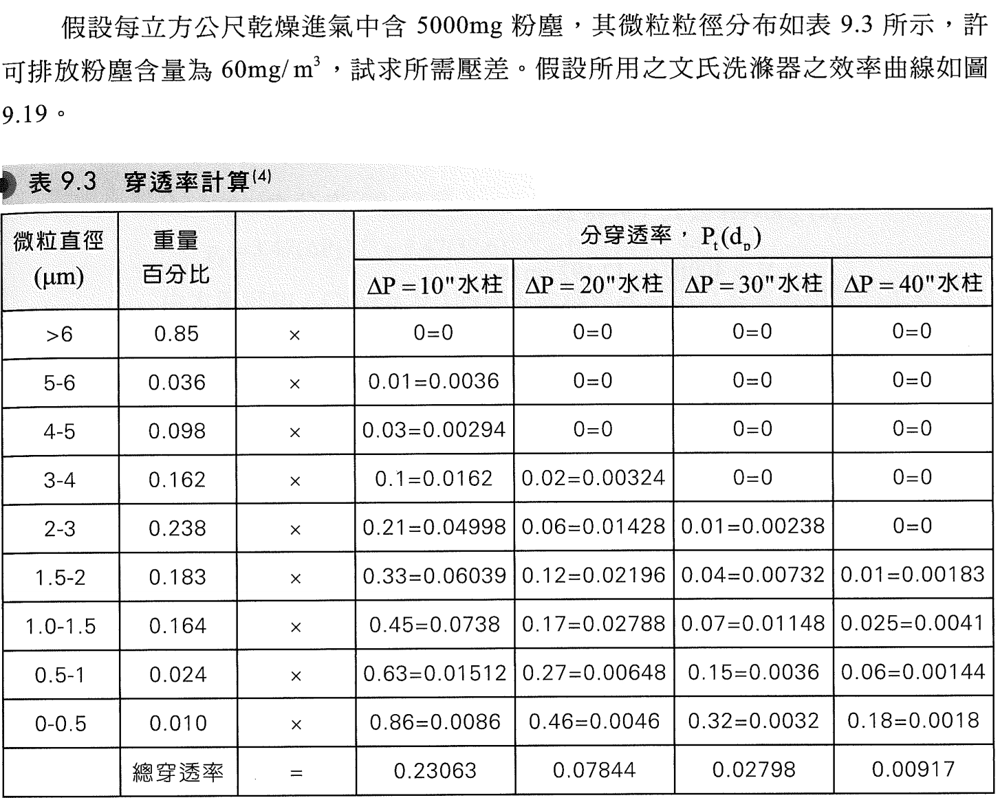 假設每立方公尺乾燥進氣中含 5000mg 粉塵，其微粒粒徑分布如表 9.3 所示，許
可排放粉塵含量為 60mg/ m³，試求所需壓差。假設所用之文氏洗滌器之效率曲線如圖
9.19。
表 9.3 穿透率計算(4)
微粒直徑 (μm) 重量百分比 分穿透率，Pt(dp)
ΔP = 10"水柱 ΔP = 20"水柱 ΔP = 30"水柱 ΔP = 40"水柱
>6 0.85 × 0=0 0=0 0=0 0=0
5-6 0.036 × 0.01=0.0036 0=0 0=0 0=0
4-5 0.098 × 0.03=0.00294 0=0 0=0 0=0
3-4 0.162 × 0.1=0.0162 0.02=0.00324 0=0 0=0
2-3 0.238 × 0.21=0.04998 0.06=0.01428 0.01=0.00238 0=0
1.5-2 0.183 × 0.33=0.06039 0.12=0.02196 0.04=0.00732 0.01=0.00183
1.0-1.5 0.164 × 0.45=0.0738 0.17=0.02788 0.07=0.01148 0.025=0.0041
0.5-1 0.024 × 0.63=0.01512 0.27=0.00648 0.15=0.0036 0.06=0.00144
0-0.5 0.010 × 0.86=0.0086 0.46=0.0046 0.32=0.0032 0.18=0.0018
總穿透率 = 0.23063 0.07844 0.02798 0.00917